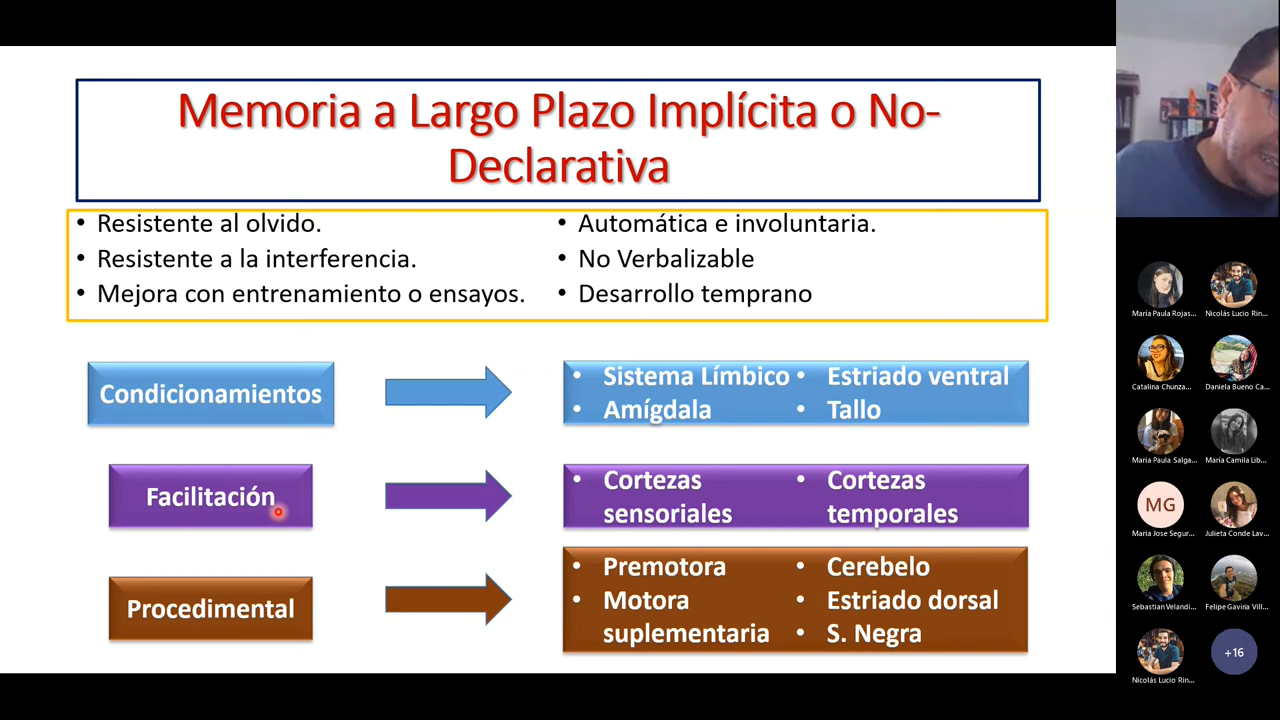 Memoria a Largo Plazo Implícita o No-
Declarativa
• Resistente al olvido.
• Resistente a la interferencia.
• Mejora con entrenamiento o ensayos.
• Automática e involuntaria.
• No Verbalizable
• Desarrollo temprano
Condicionamientos
• Sistema Límbico
• Amígdala
• Estriado ventral
• Tallo
Facilitación
• Cortezas
sensoriales
• Cortezas
temporales
Procedimental
• Premotora
• Motora
suplementaria
• Cerebelo
• Estriado dorsal
• S. Negra
María Paula Rojas...
Nicolás Lucio Rin...
Catalina Chunza...
Daniela Bueno Ca...
María Paula Salga...
María Camila Lib...
MG
Maria Jose Segur...
Julieta Conde Lav...
Sebastian Velandi...
Felipe Gaviria Vill...
Nicolás Lucio Rin...
+16